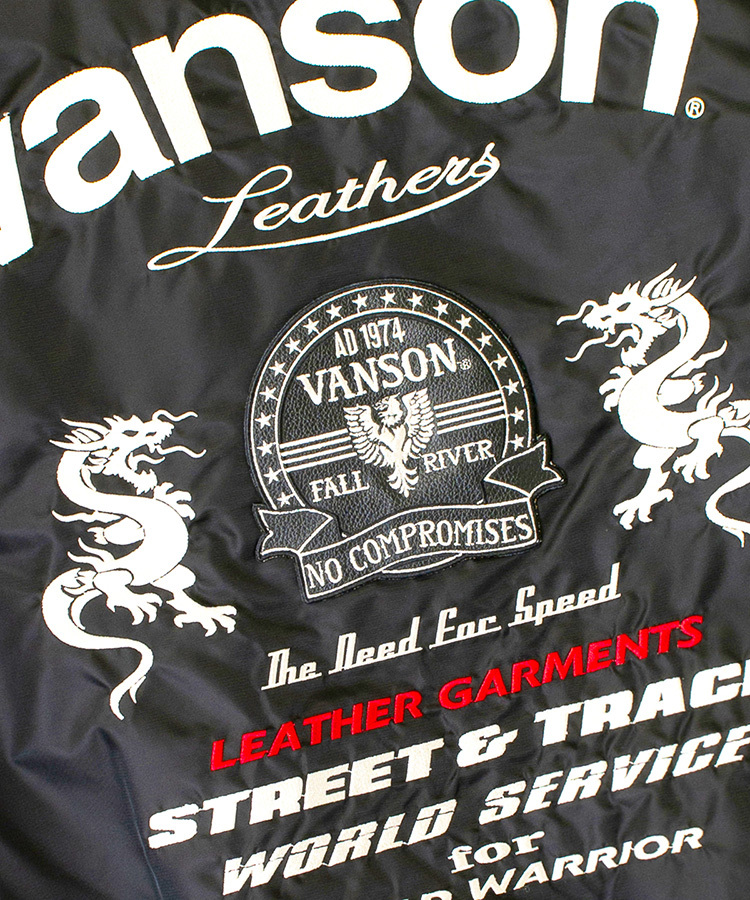 vanson®
Leathers
AD 1974
VANSON®
FALL RIVER
NO COMPROMISES
The Need For Speed
LEATHER GARMENTS
STREET & TRACK
WORLD SERVICE
for
WARRIOR